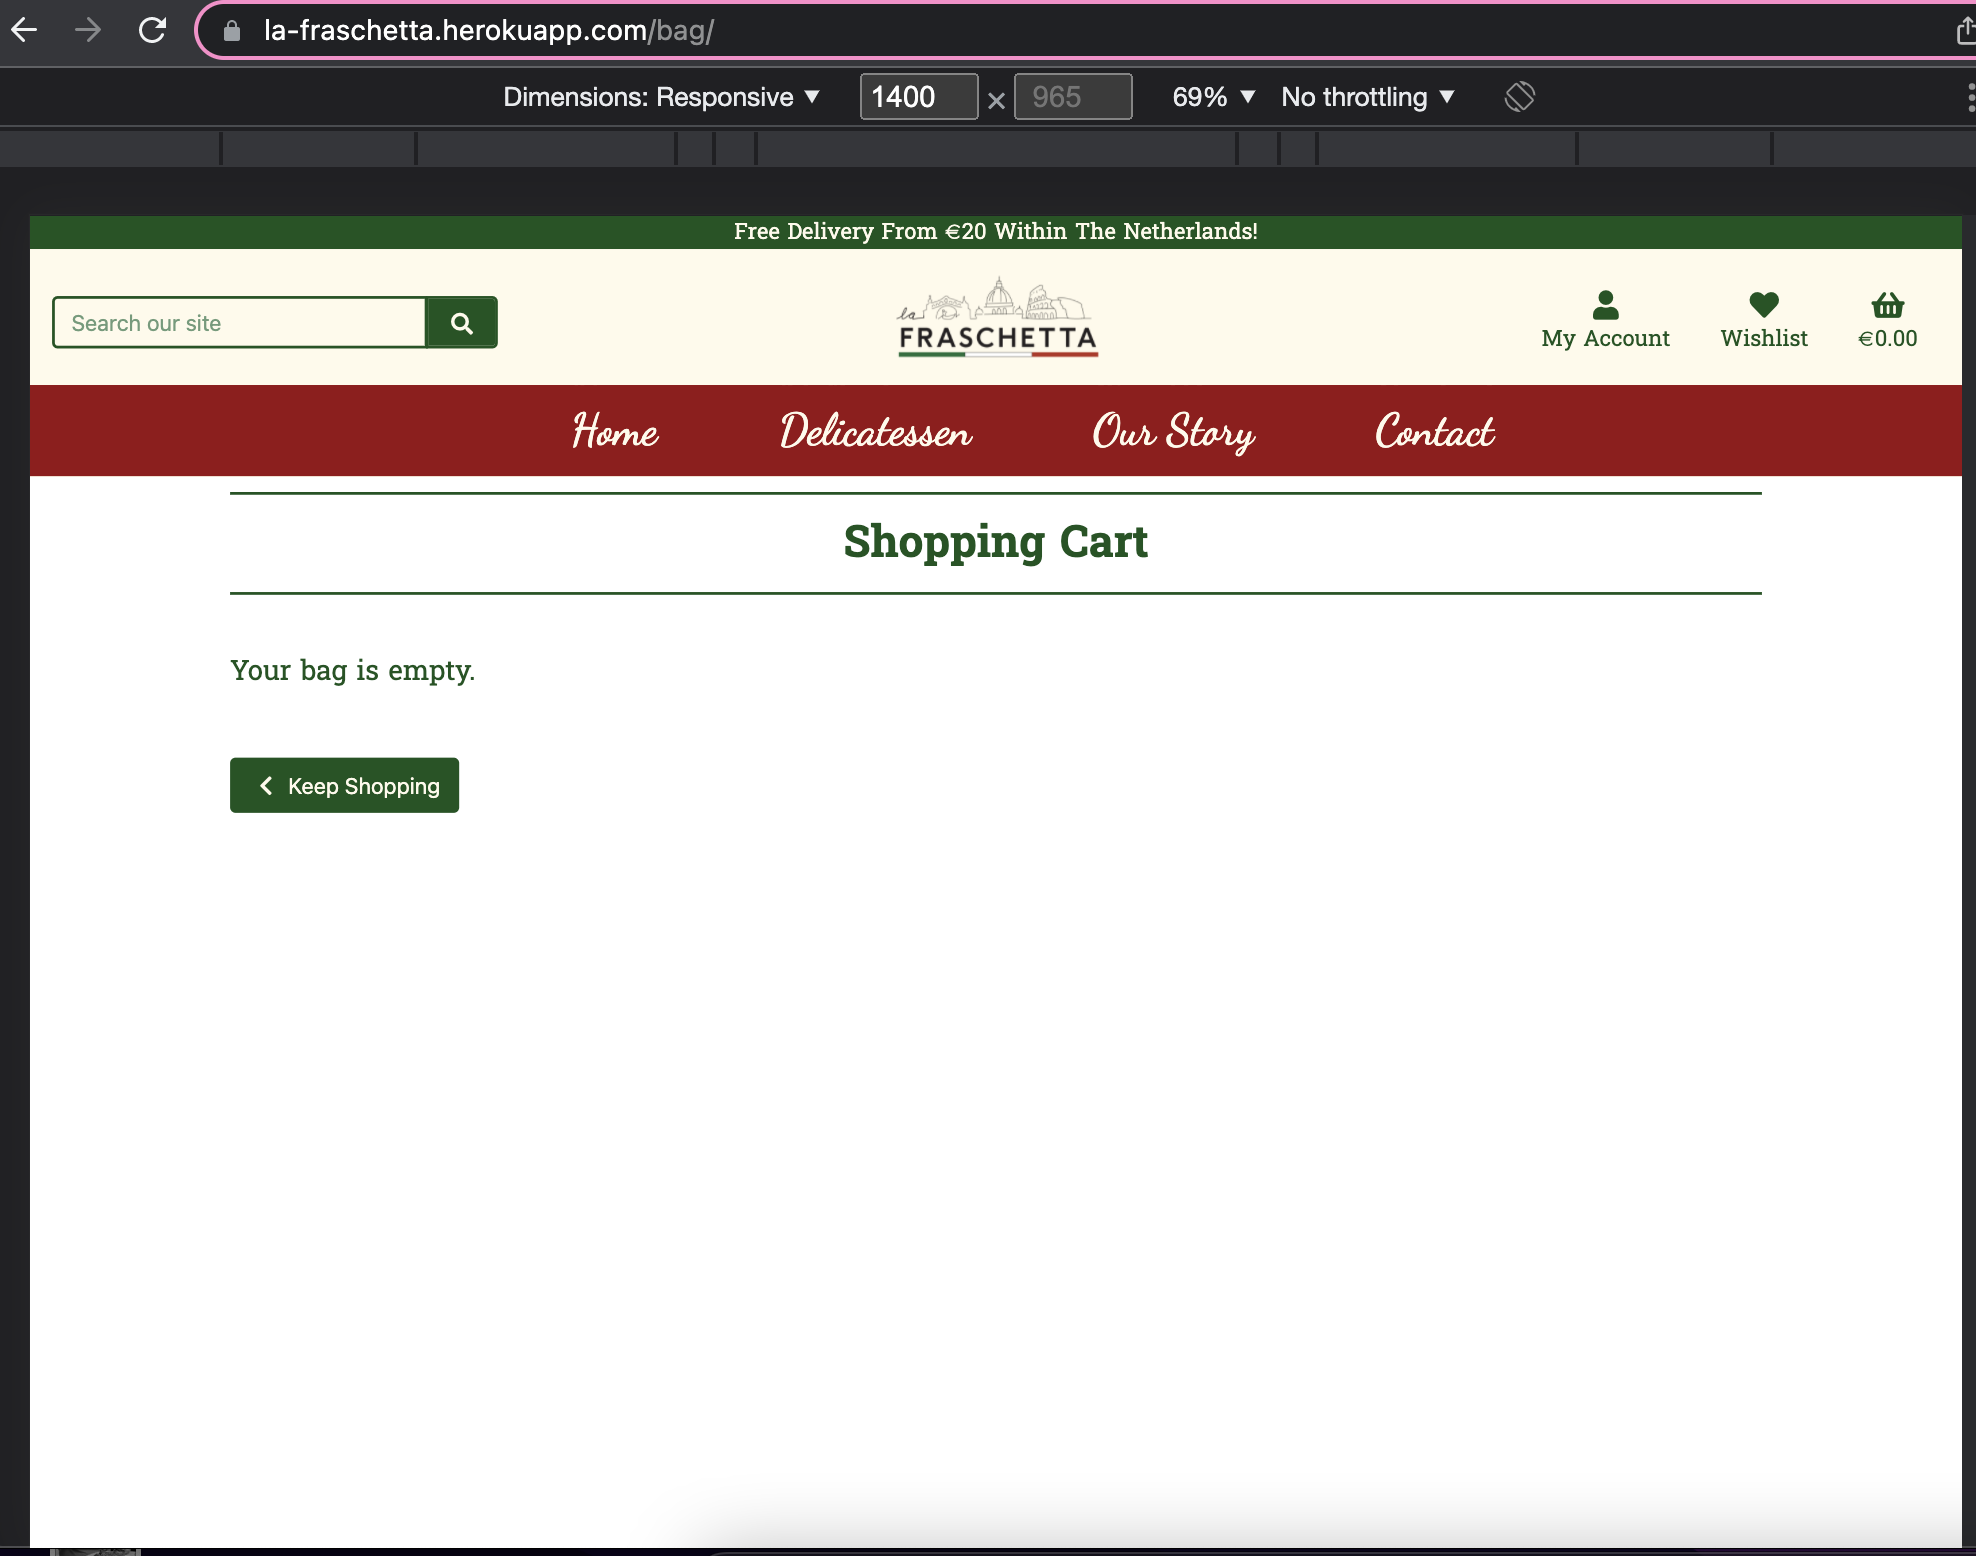 la-fraschetta.herokuapp.com/bag/
Dimensions: Responsive ▼ 1400 × 965 69% ▼ No throttling ▼
Free Delivery From €20 Within The Netherlands!
Search our site
la
FRASCHETTA
My Account Wishlist €0.00
Home Delicatessen Our Story Contact
Shopping Cart
Your bag is empty.
Keep Shopping